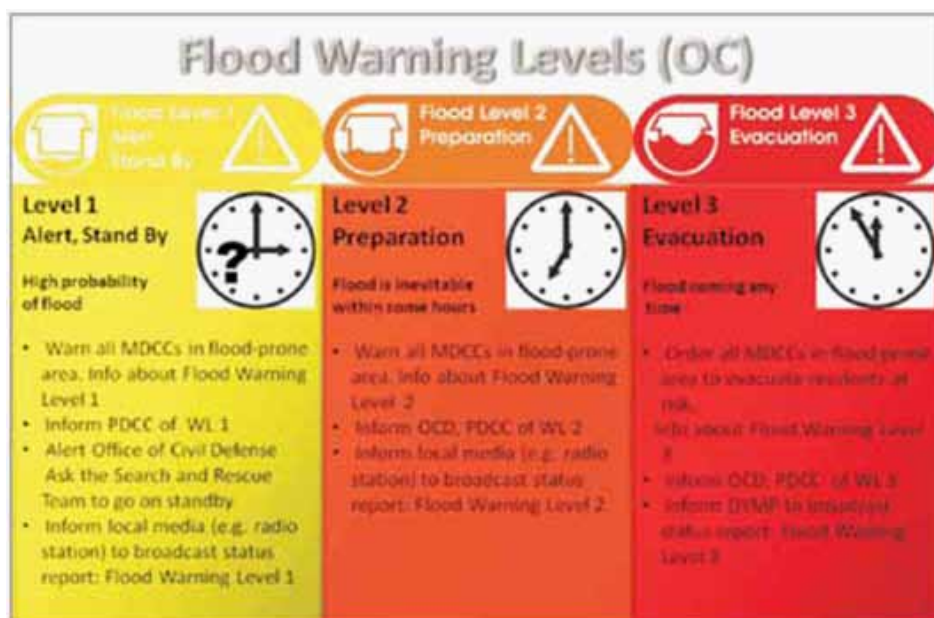 Flood Warning Levels (OC)
Flood Level 1
Alert
Stand By
Flood Level 2
Preparation
Flood Level 3
Evacuation
Level 1
Alert, Stand By
?
High probability
of flood
• Warn all MDCCs in flood-prone
area. Info about Flood Warning
Level 1
• Inform PDCC of WL 1
• Alert Office of Civil Defense
Ask the Search and Rescue
Team to go on standby
• Inform local media (e.g. radio
station) to broadcast status
report: Flood Warning Level 1
Level 2
Preparation
Flood is inevitable
within some hours
• Warn all MDCCs in flood-prone
area. Info about Flood Warning
Level 2
• Inform OCD, PDCC of WL 2
• Inform local media (e.g. radio
station) to broadcast status
report: Flood Warning Level 2
Level 3
Evacuation
Flood coming any
time
• Order all MDCCs in flood-prone
area to evacuate residents at
risk.
Info about Flood Warning Level
3
• Inform OCD, PDCC of WL 3
• Inform DYMP to broadcast
status report: Flood Warning
Level 3